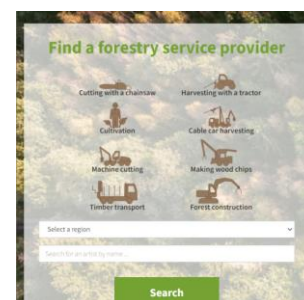 Find a forestry service provider
Cutting with a chainsaw
Harvesting with a tractor
Cultivation
Cable car harvesting
Machine cutting
Making wood chips
Timber transport
Forest construction
Select a region
Search for an artist by name ...
Search